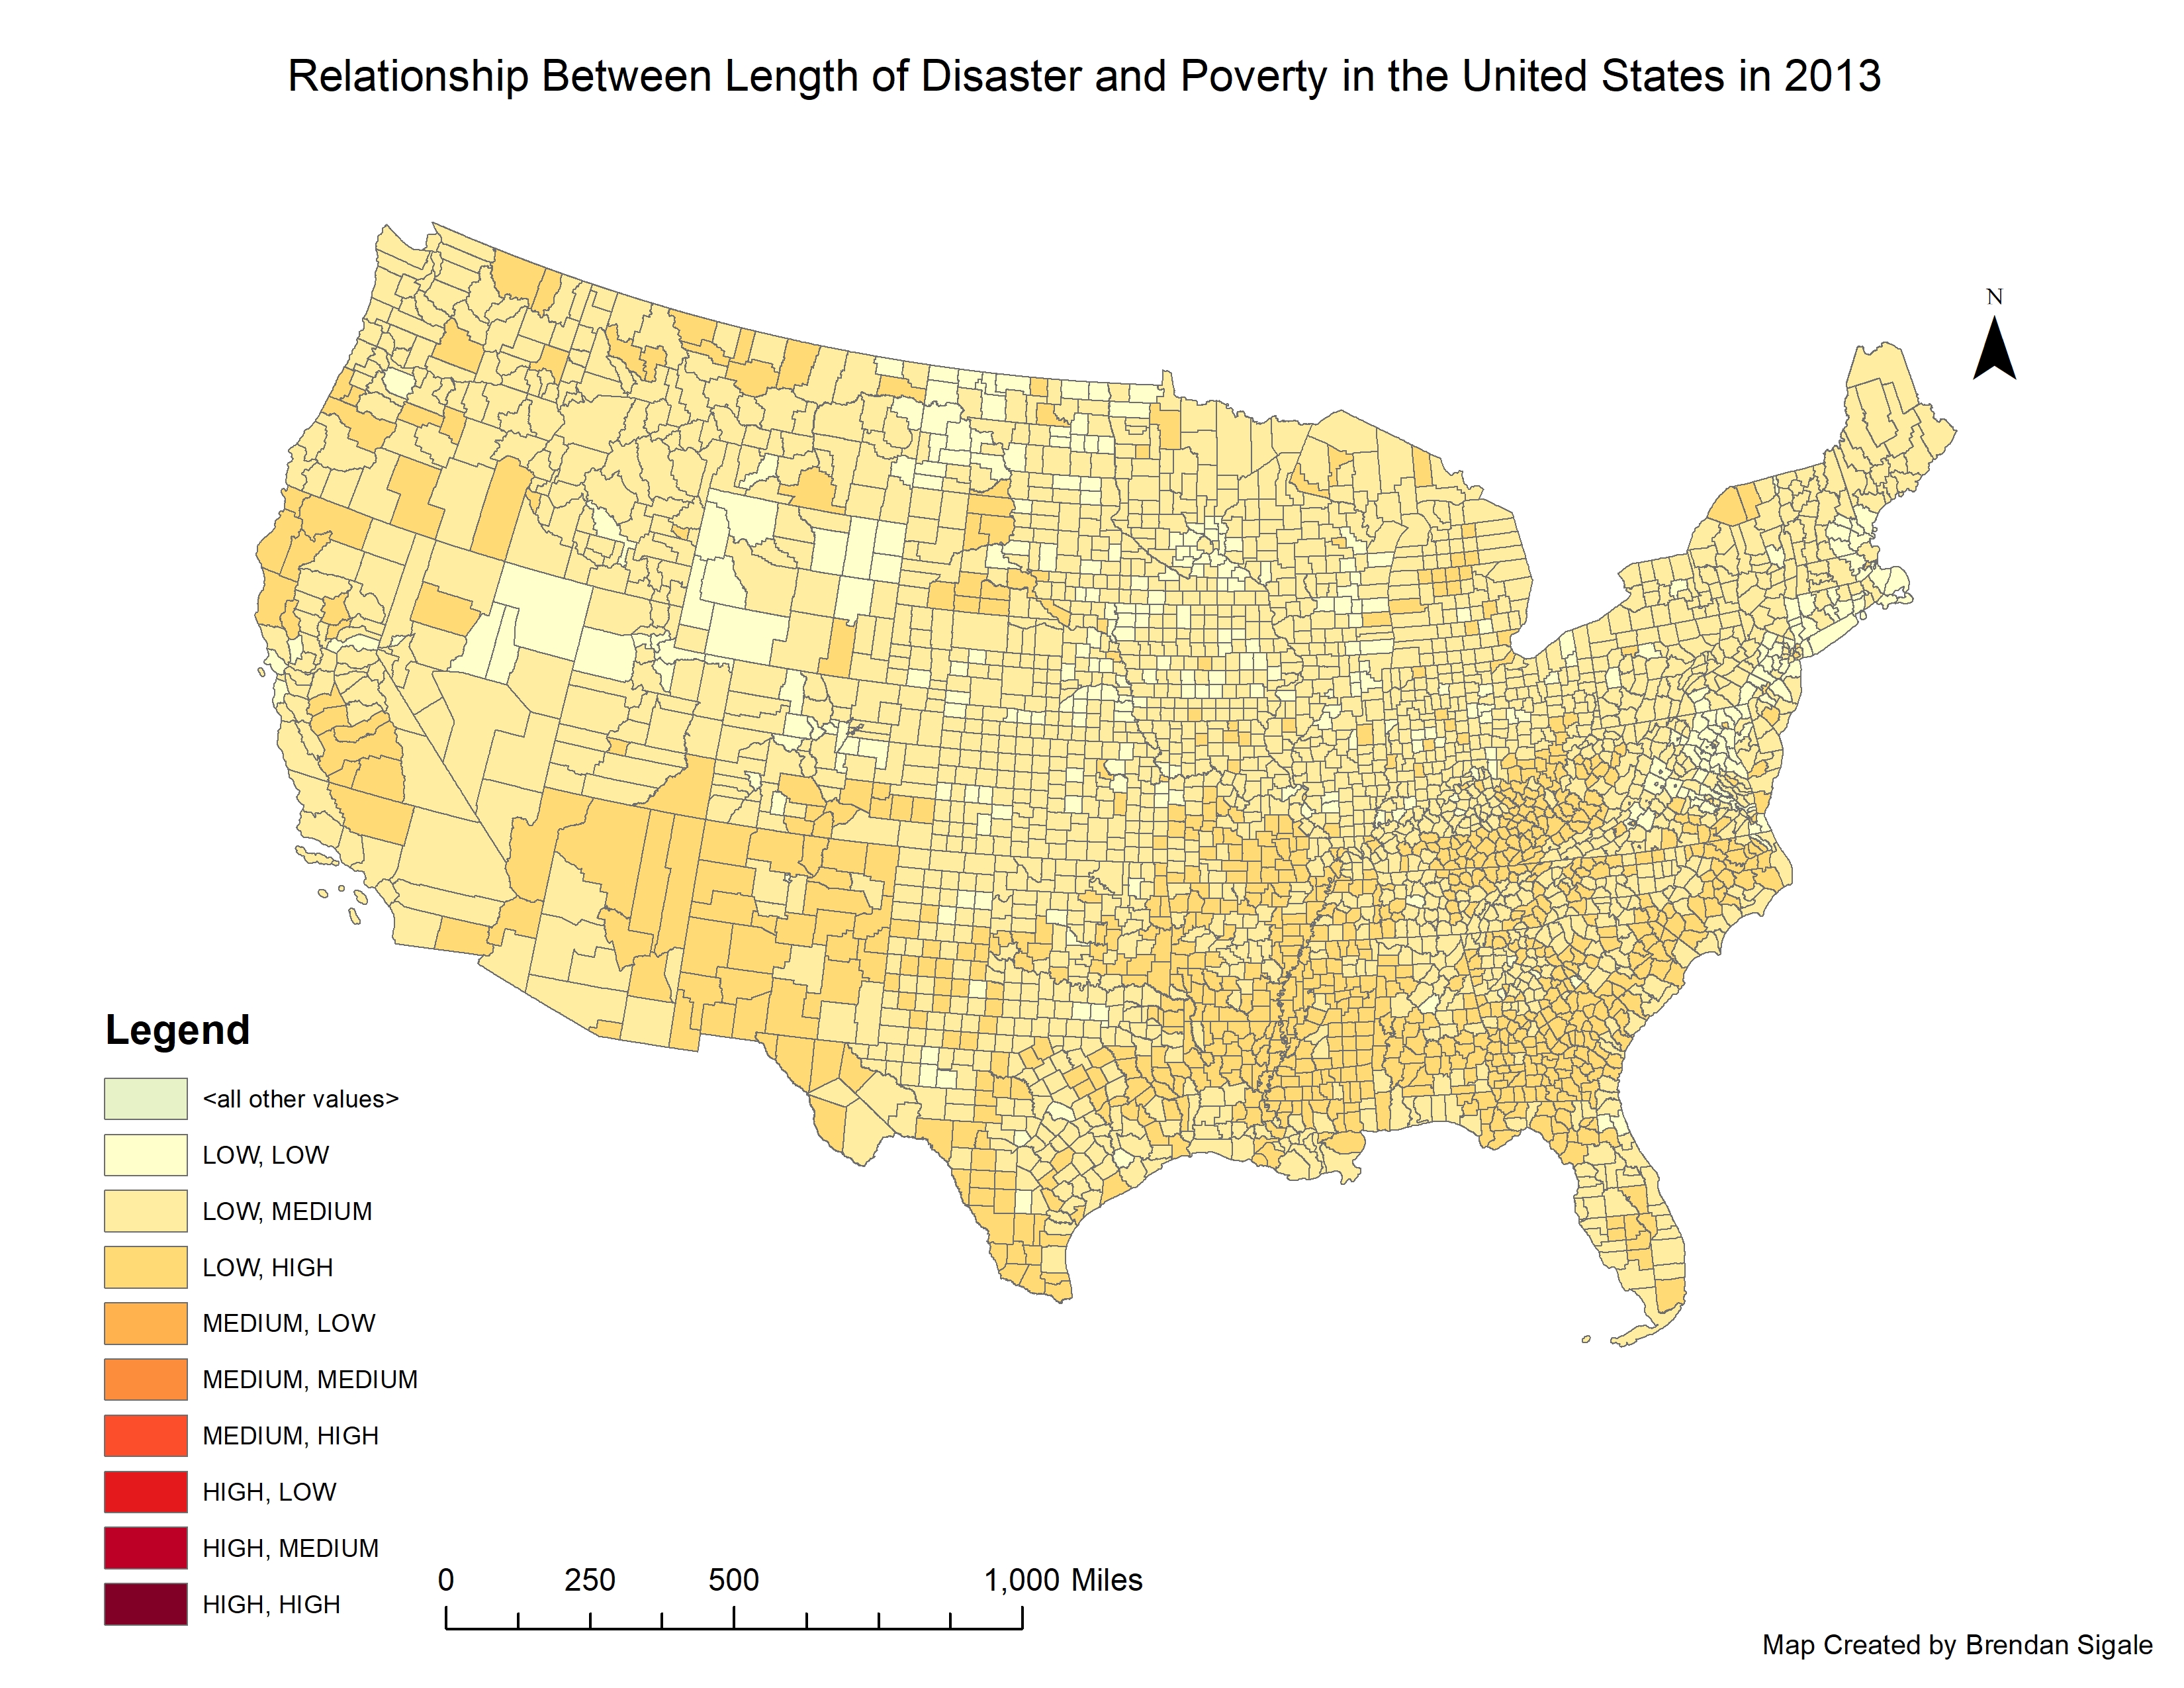 Relationship Between Length of Disaster and Poverty in the United States in 2013
N
Legend
<all other values>
LOW, LOW
LOW, MEDIUM
LOW, HIGH
MEDIUM, LOW
MEDIUM, MEDIUM
MEDIUM, HIGH
HIGH, LOW
HIGH, MEDIUM
HIGH, HIGH
0 250 500 1,000 Miles
Map Created by Brendan Sigale